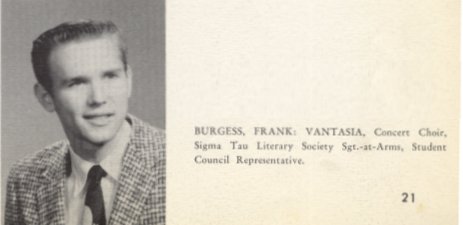 BURGESS, FRANK: VANTASIA, Concert Choir,
Sigma Tau Literary Society Sgt.-at-Arms, Student
Council Representative.
21